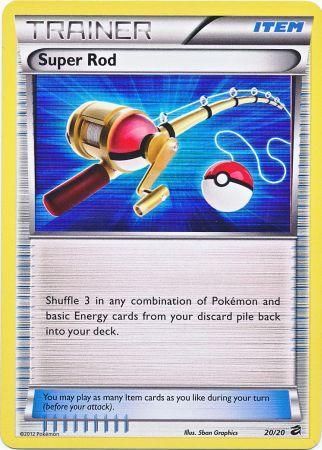 TRAINER ITEM
Super Rod
Shuffle 3 in any combination of Pokémon and
basic Energy cards from your discard pile back
into your deck.
You may play as many Item cards as you like during your turn
(before your attack).
©2012 Pokémon
Illus. 5ban Graphics
20/20